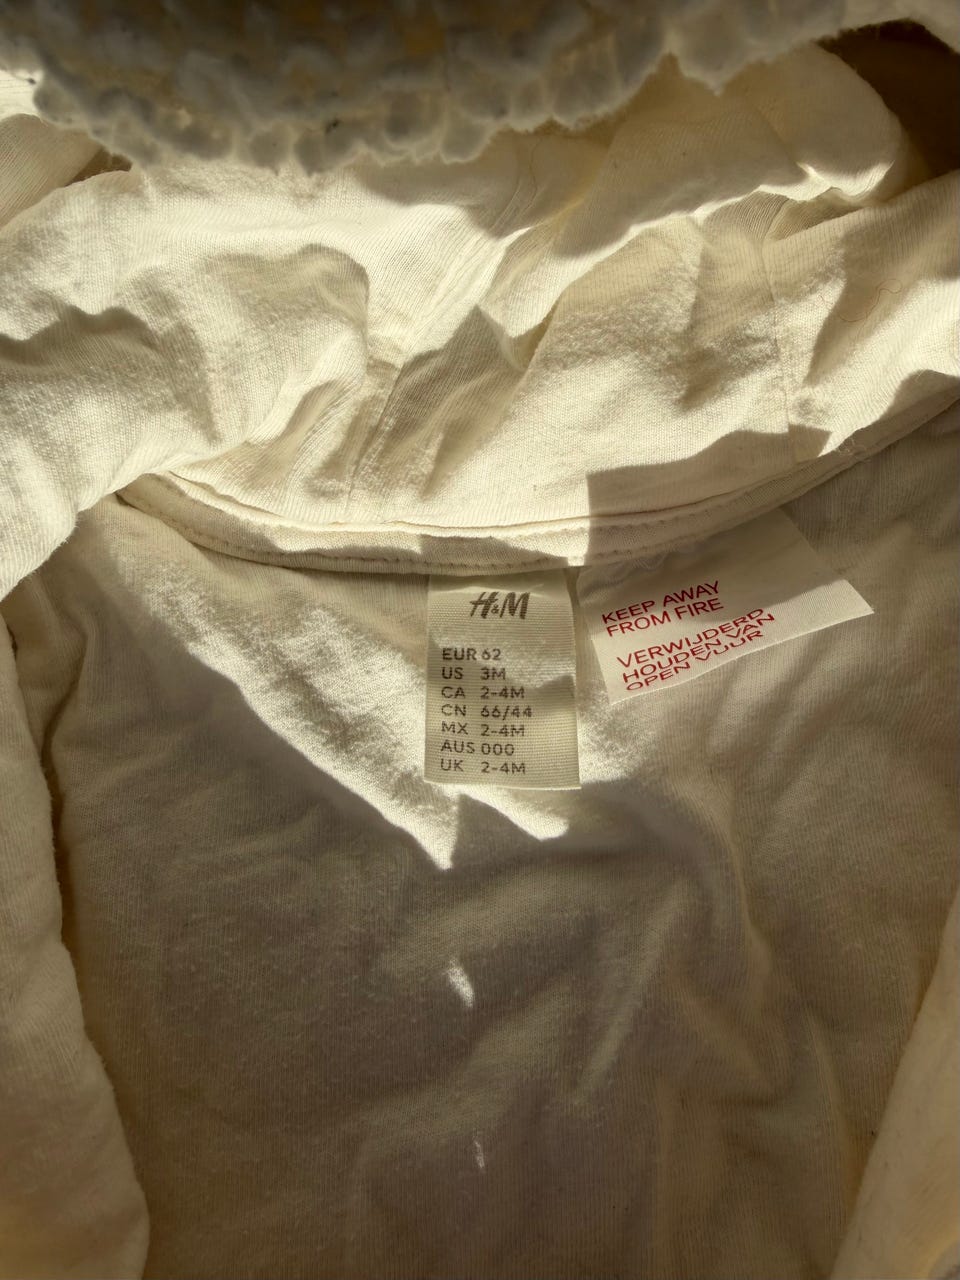 H&M
EUR 62
US 3M
CA 2-4M
CN 66/44
MX 2-4M
AUS 000
UK 2-4M
KEEP AWAY
FROM FIRE
VERWIJDERD
HOUDEN VAN
OPEN VUUR